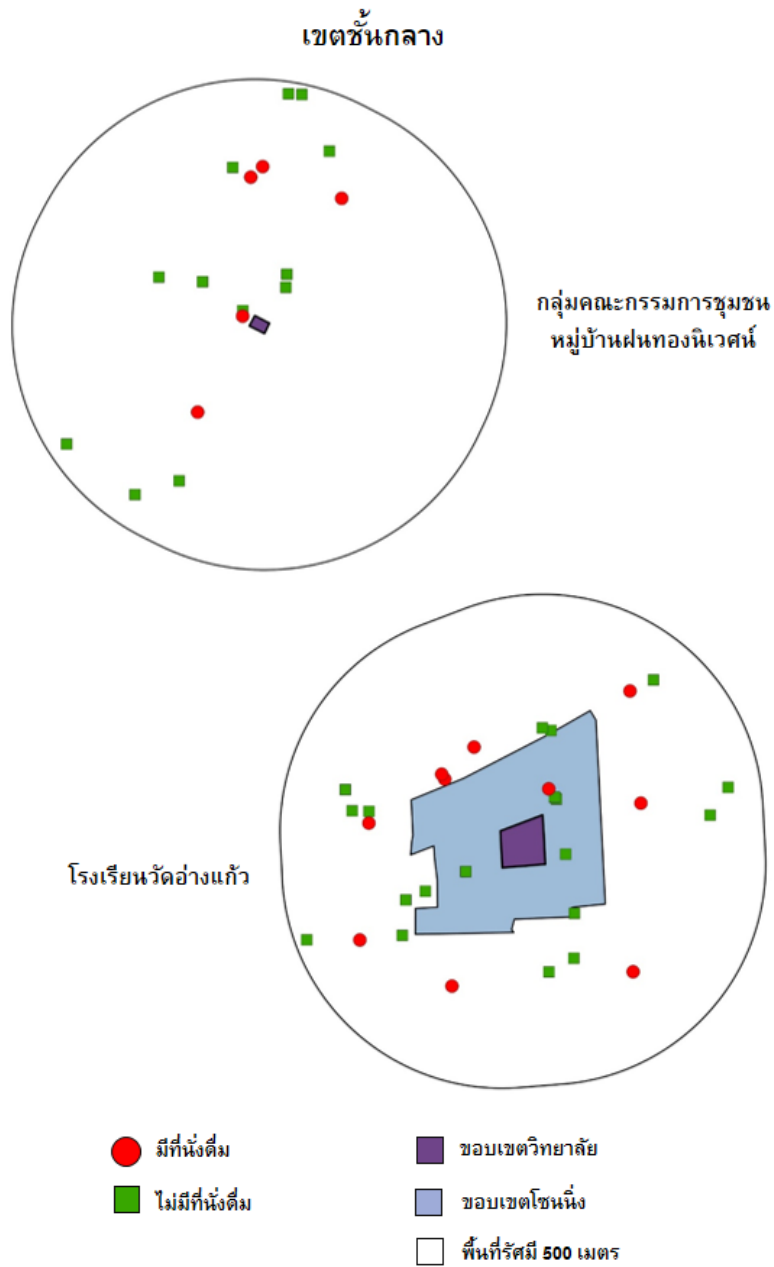 เขตชั้นกลาง
กลุ่มคณะกรรมการชุมชน
หมู่บ้านฝนทองนิเวศน์
โรงเรียนวัดอ่างแก้ว
มีที่นั่งดื่ม
ไม่มีที่นั่งดื่ม
ขอบเขตวิทยาลัย
ขอบเขตโซนนิ่ง
พื้นที่รัศมี 500 เมตร